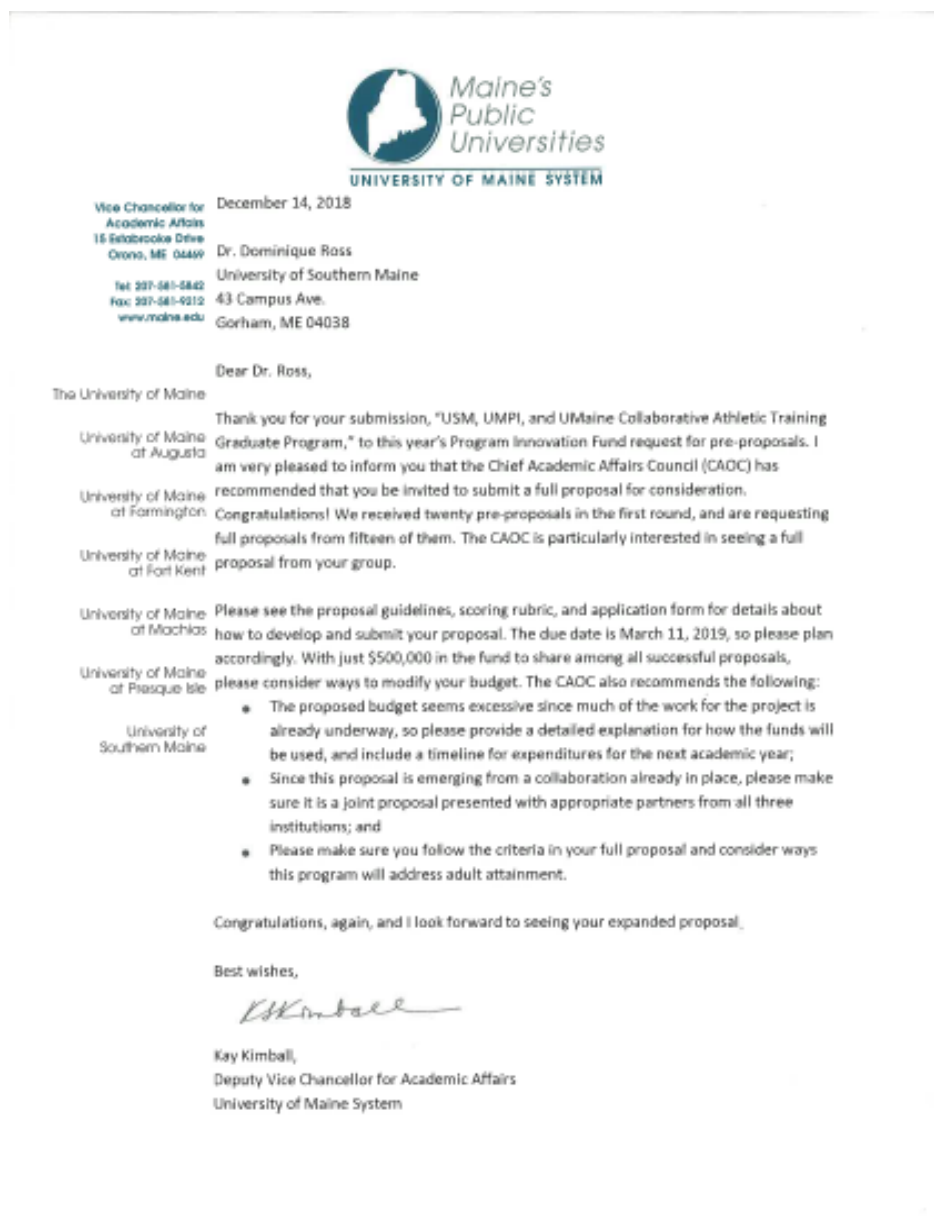 Maine's
Public
Universities
UNIVERSITY OF MAINE SYSTEM
Vice Chancellor for
Academic Affairs
15 Estabrooke Drive
Orono, ME 04469
Tel: 207-581-5842
Fax: 207-581-9212
www.maine.edu
The University of Maine
University of Maine
at Augusta
University of Maine
at Farmington
University of Maine
at Fort Kent
University of Maine
at Machias
University of Maine
at Presque Isle
University of
Southern Maine
December 14, 2018
Dr. Dominique Ross
University of Southern Maine
43 Campus Ave.
Gorham, ME 04038
Dear Dr. Ross,
Thank you for your submission, "USM, UMPI, and UMaine Collaborative Athletic Training
Graduate Program," to this year's Program Innovation Fund request for pre-proposals. I
am very pleased to inform you that the Chief Academic Affairs Council (CAOC) has
recommended that you be invited to submit a full proposal for consideration.
Congratulations! We received twenty pre-proposals in the first round, and are requesting
full proposals from fifteen of them. The CAOC is particularly interested in seeing a full
proposal from your group.
Please see the proposal guidelines, scoring rubric, and application form for details about
how to develop and submit your proposal. The due date is March 11, 2019, so please plan
accordingly. With just $500,000 in the fund to share among all successful proposals,
please consider ways to modify your budget. The CAOC also recommends the following:
• The proposed budget seems excessive since much of the work for the project is
already underway, so please provide a detailed explanation for how the funds will
be used, and include a timeline for expenditures for the next academic year;
• Since this proposal is emerging from a collaboration already in place, please make
sure it is a joint proposal presented with appropriate partners from all three
institutions; and
• Please make sure you follow the criteria in your full proposal and consider ways
this program will address adult attainment.
Congratulations, again, and I look forward to seeing your expanded proposal.
Best wishes,
KSKimball
Kay Kimball,
Deputy Vice Chancellor for Academic Affairs
University of Maine System